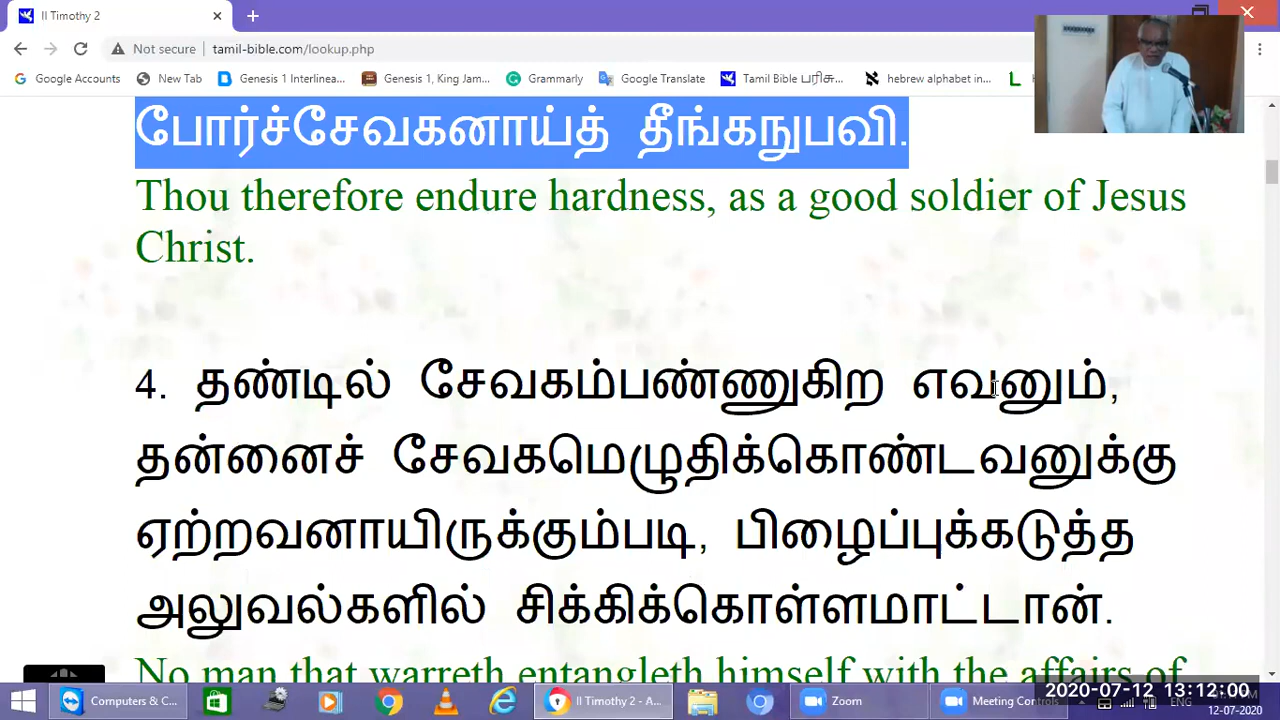 II Timothy 2
Not secure | tamil-bible.com/lookup.php
Google Accounts New Tab Genesis 1 Interlinea... Genesis 1, King Jam... Grammarly Google Translate Tamil Bible பரிசு... hebrew alphabet in...
போர்ச்சேவகனாய்த் தீங்கநுபவி.
Thou therefore endure hardness, as a good soldier of Jesus
Christ.
4. தண்டில் சேவகம்பண்ணுகிற எவனும்,
தன்னைச் சேவகமெழுதிக்கொண்டவனுக்கு
ஏற்றவனாயிருக்கும்படி, பிழைப்புக்கடுத்த
அலுவல்களில் சிக்கிக்கொள்ளமாட்டான்.
No man that warreth entangleth himself with the affairs of
Computers & C... II Timothy 2 - A... Zoom Meeting Controls ENG
2020-07-12 13:12:00
12-07-2020